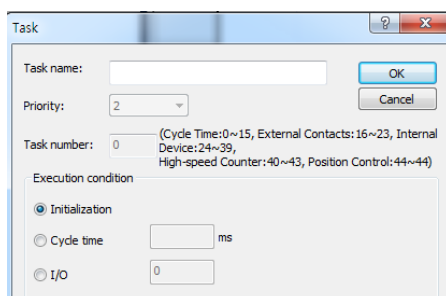 Task
Task name:
OK
Priority:
2
Cancel
Task number:
0
(Cycle Time:0~15, External Contacts:16~23, Internal
Device:24~39,
High-speed Counter:40~43, Position Control:44~44)
Execution condition
Initialization
Cycle time
ms
I/O
0